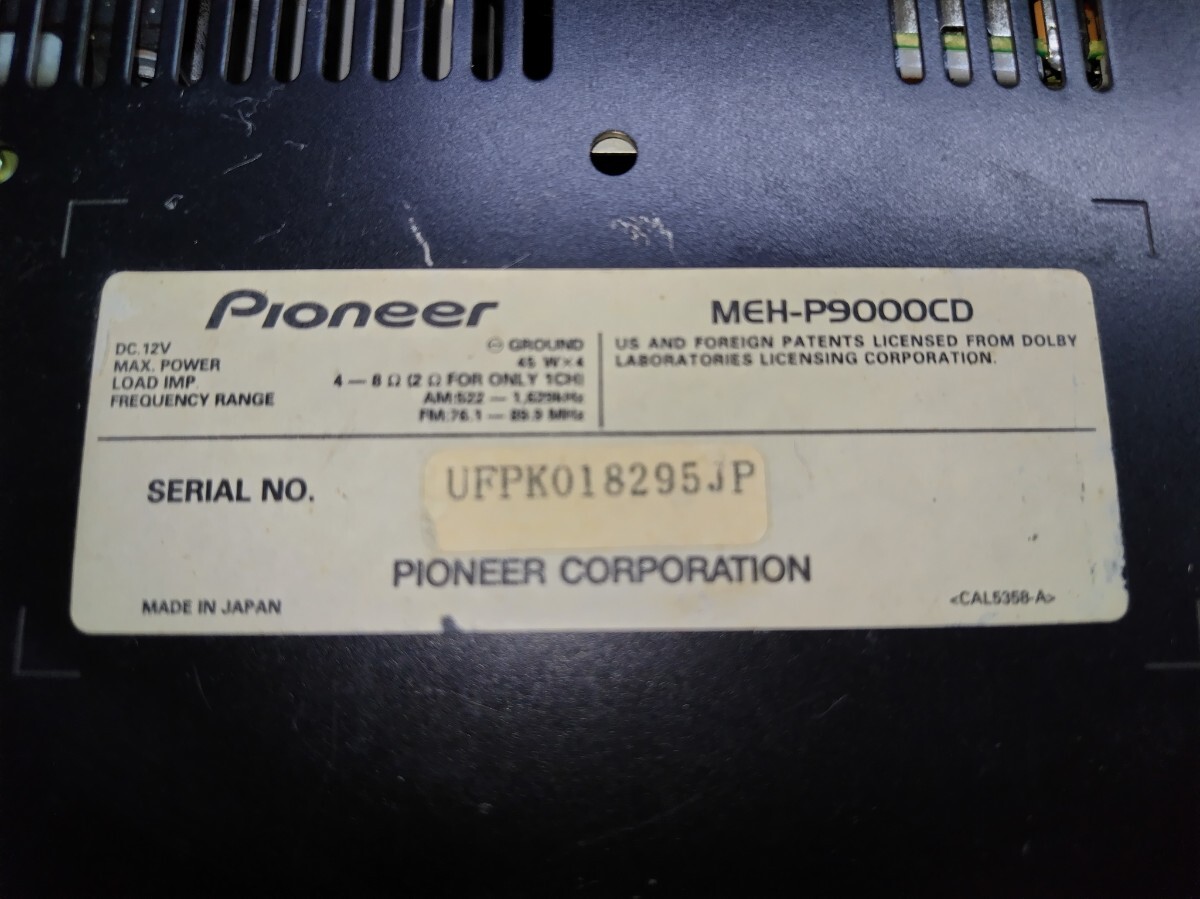 Pioneer
MEH-P9000CD
DC.12V ⊖ GROUND
MAX. POWER 45 W×4
LOAD IMP. 4 — 8 Ω (2 Ω FOR ONLY 1CH)
FREQUENCY RANGE AM:522 — 1,629kHz
FM:76.1 — 89.9 MHz
US AND FOREIGN PATENTS LICENSED FROM DOLBY
LABORATORIES LICENSING CORPORATION.
SERIAL NO. UFPK018295JP
PIONEER CORPORATION
MADE IN JAPAN
<CAL5358-A>